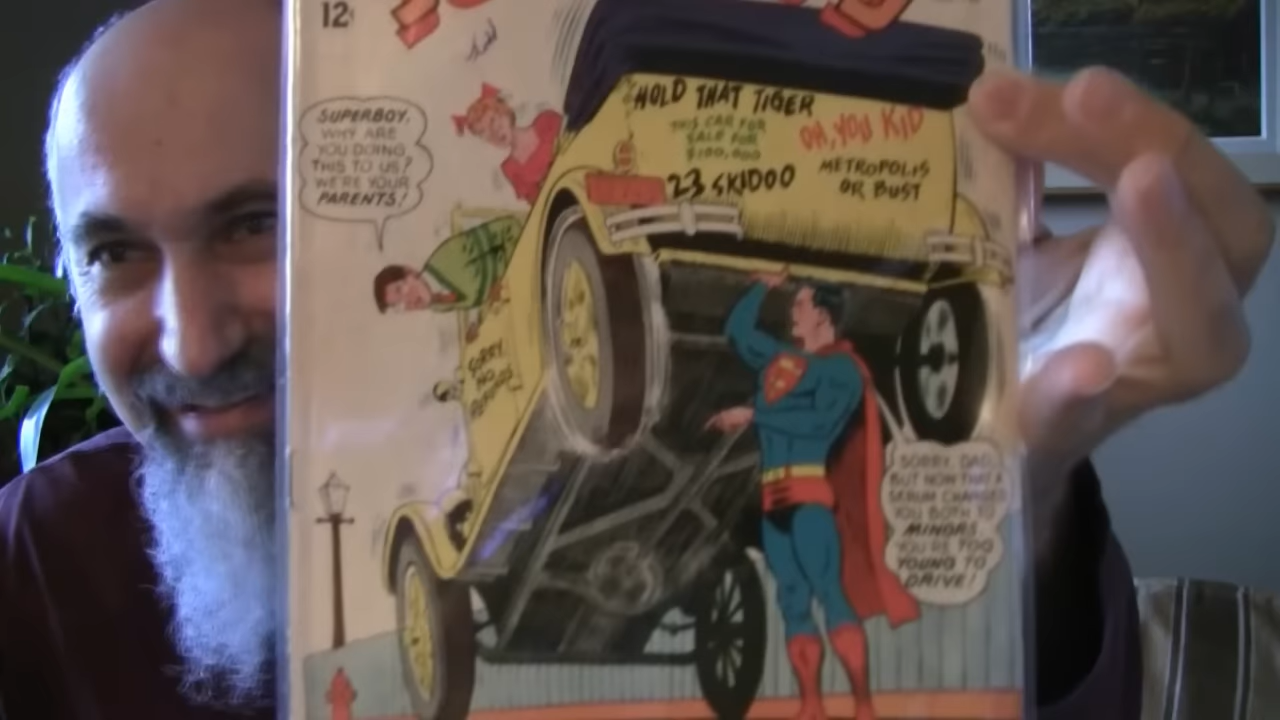 12¢
SUPERBOY,
WHY ARE
YOU DOING
THIS TO US?
WE'RE YOUR
PARENTS!
HOLD THAT TIGER
THIS CAR FOR
SALE FOR
$100,000
OH, YOU KID
23 SKIDOO
METROPOLIS
OR BUST
SORRY
NO
REFUNDS
SORRY, DAD,
BUT NOW THAT A
SERUM CHANGED
YOU BOTH TO
MINORS,
YOU'RE TOO
YOUNG TO
DRIVE!